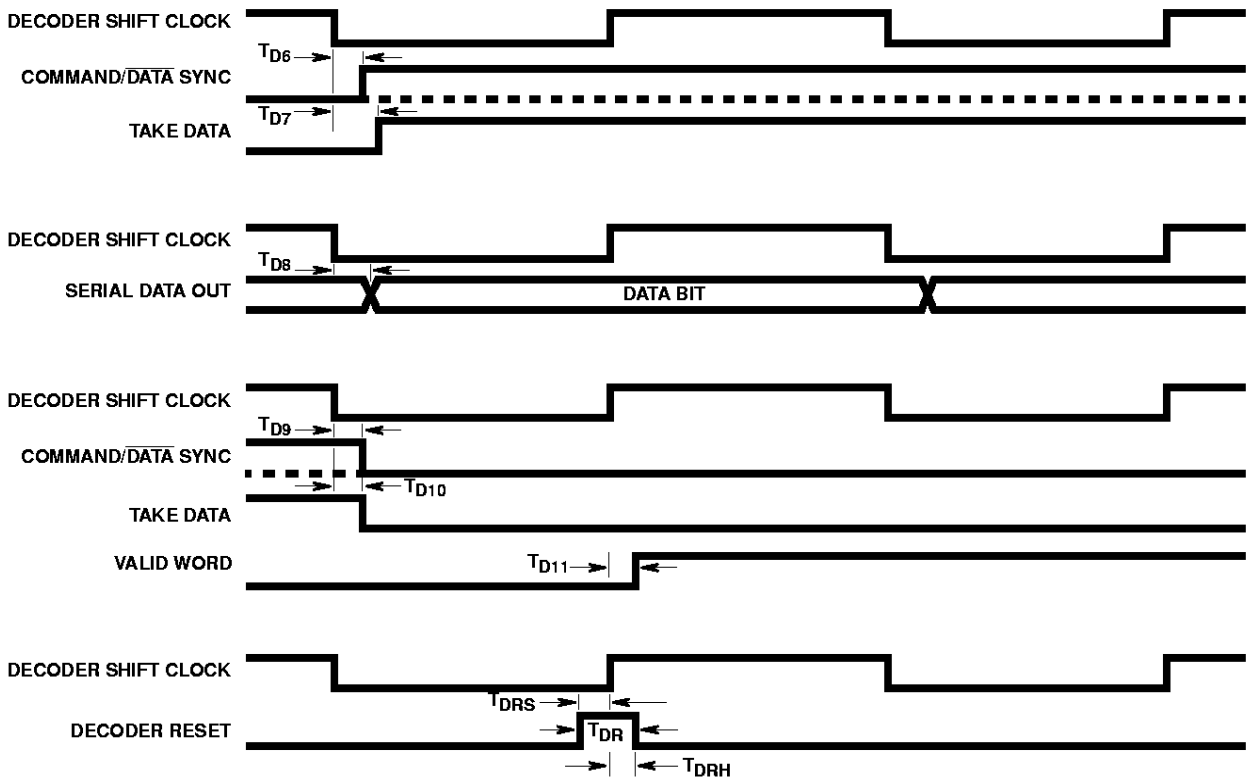 DECODER SHIFT CLOCK
TD6
COMMAND/DATA SYNC
TD7
TAKE DATA
DECODER SHIFT CLOCK
TD8
SERIAL DATA OUT
DATA BIT
DECODER SHIFT CLOCK
TD9
COMMAND/DATA SYNC
TD10
TAKE DATA
VALID WORD
TD11
DECODER SHIFT CLOCK
TDRS
DECODER RESET
TDR
TDRH